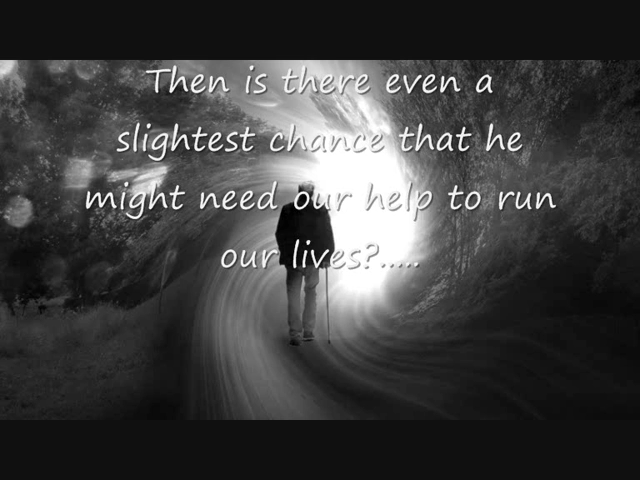 Then is there even a
slightest chance that he
might need our help to run
our lives?.....